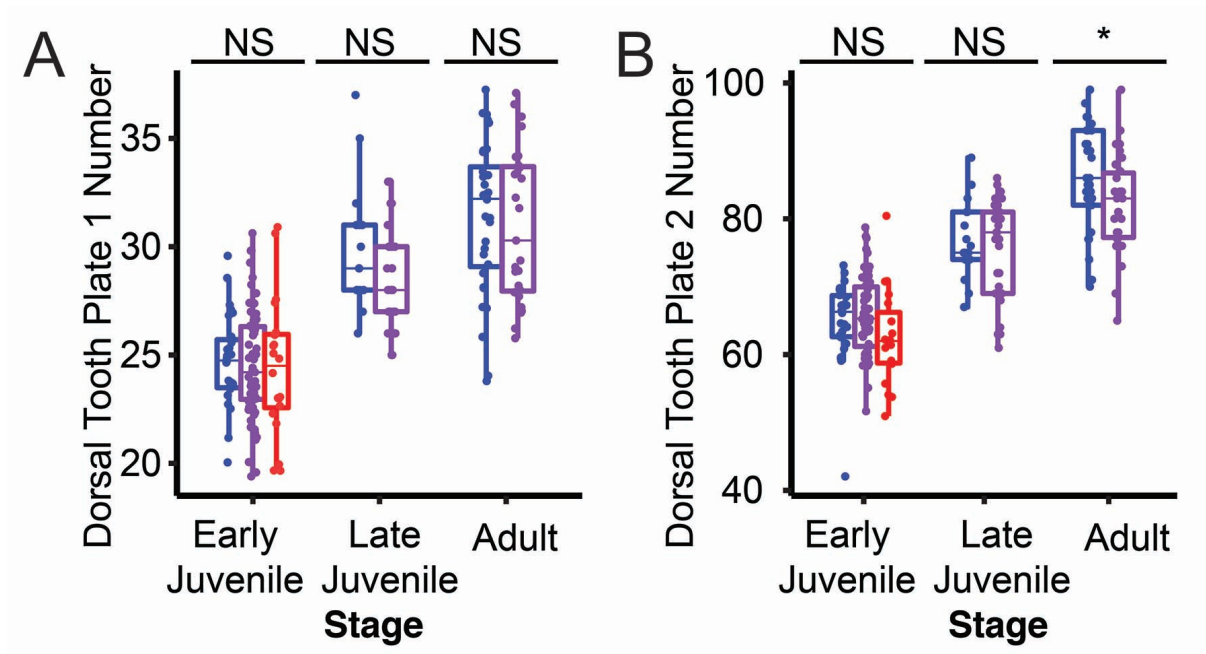 A
NS
NS
NS
Dorsal Tooth Plate 1 Number
35
30
25
20
Early
Juvenile
Late
Juvenile
Adult
Stage
B
NS
NS
*
Dorsal Tooth Plate 2 Number
100
80
60
40
Early
Juvenile
Late
Juvenile
Adult
Stage